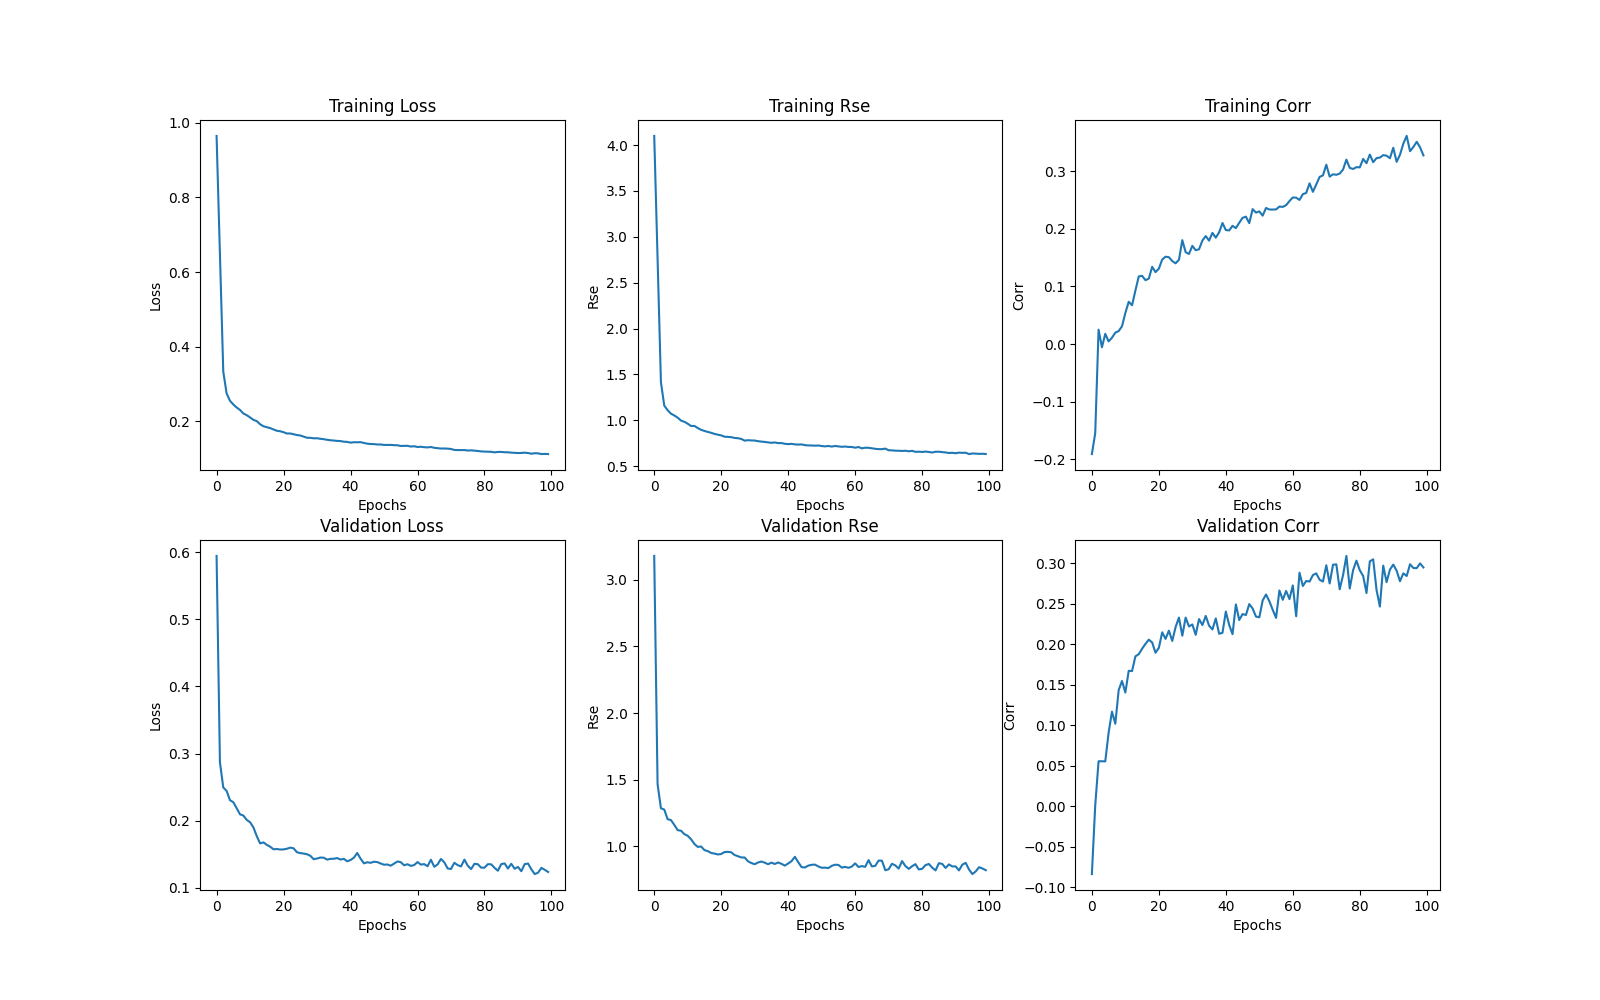 Training Loss
Training Rse
Training Corr
1.0
0.8
0.6
0.4
0.2
Loss
0 20 40 60 80 100
Epochs
4.0
3.5
3.0
2.5
2.0
1.5
1.0
0.5
Rse
0 20 40 60 80 100
Epochs
0.3
0.2
0.1
0.0
−0.1
−0.2
Corr
0 20 40 60 80 100
Epochs
Validation Loss
Validation Rse
Validation Corr
0.6
0.5
0.4
0.3
0.2
0.1
Loss
0 20 40 60 80 100
Epochs
3.0
2.5
2.0
1.5
1.0
Rse
0 20 40 60 80 100
Epochs
0.30
0.25
0.20
0.15
0.10
0.05
0.00
−0.05
−0.10
Corr
0 20 40 60 80 100
Epochs